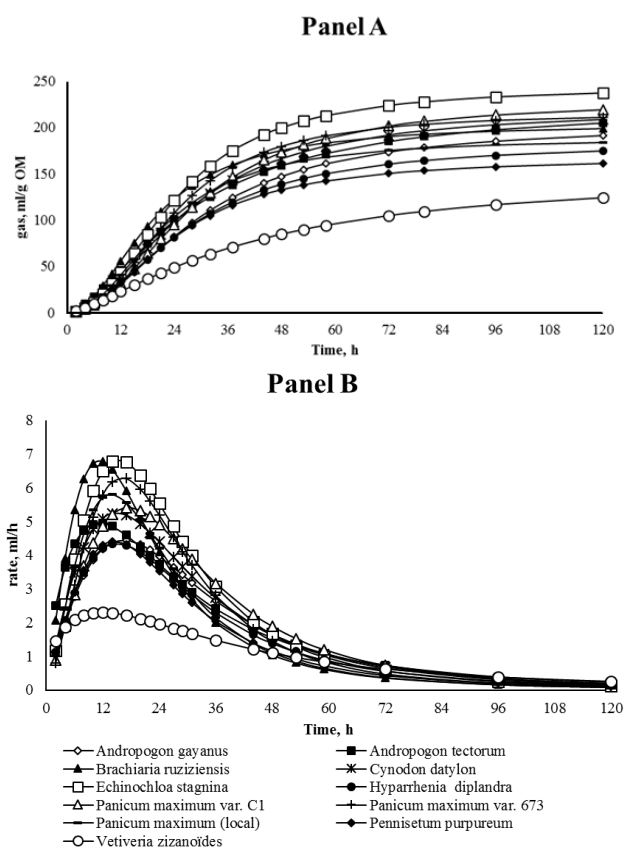 Panel A
250
200
150
100
50
0
gas, ml/g OM
0 12 24 36 48 60 72 84 96 108 120
Time, h
Panel B
8
7
6
5
4
3
2
1
0
rate, ml/h
0 12 24 36 48 60 72 84 96 108 120
Time, h
Andropogon gayanus Andropogon tectorum
Brachiaria ruziziensis Cynodon datylon
Echinochloa stagnina Hyparrhenia diplandra
Panicum maximum var. C1 Panicum maximum var. 673
Panicum maximum (local) Pennisetum purpureum
Vetiveria zizanoïdes